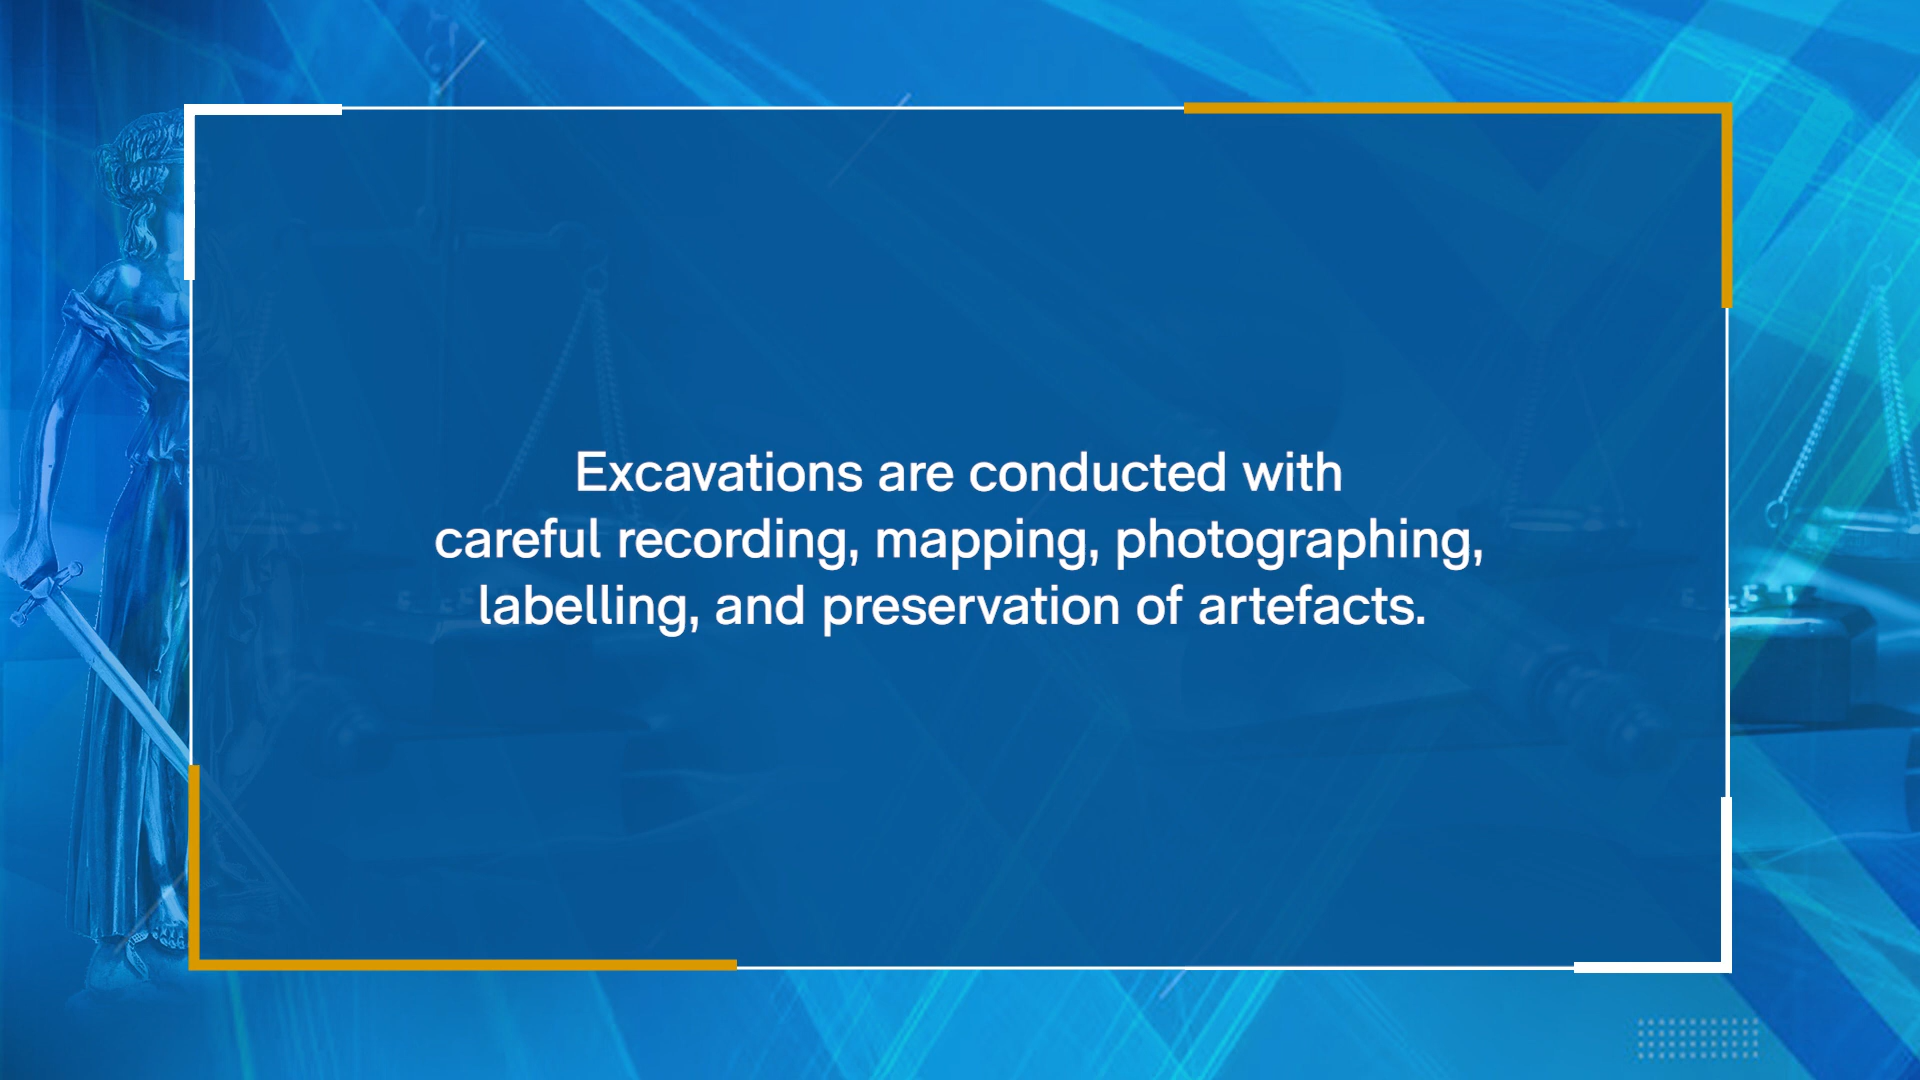 Excavations are conducted with
careful recording, mapping, photographing,
labelling, and preservation of artefacts.